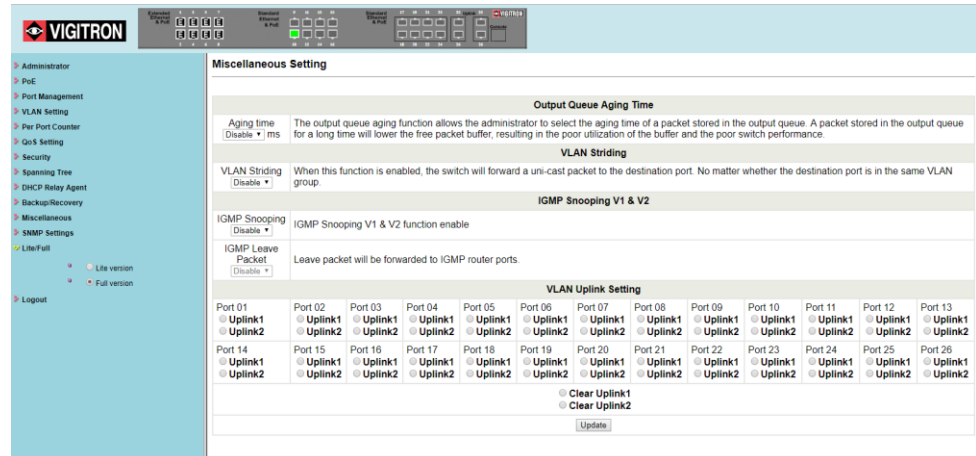 VIGITRON
Extended
Ethernet
& PoE
Standard
Ethernet
& PoE
Standard
Ethernet
& PoE
VIGITRON
Console
Administrator
PoE
Port Management
VLAN Setting
Per Port Counter
QoS Setting
Security
Spanning Tree
DHCP Relay Agent
Backup/Recovery
Miscellaneous
SNMP Settings
Lite/Full
Lite version
Full version
Logout
Miscellaneous Setting
Output Queue Aging Time
Aging time
Disable ms
The output queue aging function allows the administrator to select the aging time of a packet stored in the output queue. A packet stored in the output queue
for a long time will lower the free packet buffer, resulting in the poor utilization of the buffer and the poor switch performance.
VLAN Striding
VLAN Striding
Disable
When this function is enabled, the switch will forward a uni-cast packet to the destination port. No matter whether the destination port is in the same VLAN
group.
IGMP Snooping V1 & V2
IGMP Snooping
Disable
IGMP Snooping V1 & V2 function enable
IGMP Leave
Packet
Disable
Leave packet will be forwarded to IGMP router ports.
VLAN Uplink Setting
Port 01 Port 02 Port 03 Port 04 Port 05 Port 06 Port 07 Port 08 Port 09 Port 10 Port 11 Port 12 Port 13
Uplink1 Uplink1 Uplink1 Uplink1 Uplink1 Uplink1 Uplink1 Uplink1 Uplink1 Uplink1 Uplink1 Uplink1 Uplink1
Uplink2 Uplink2 Uplink2 Uplink2 Uplink2 Uplink2 Uplink2 Uplink2 Uplink2 Uplink2 Uplink2 Uplink2 Uplink2
Port 14 Port 15 Port 16 Port 17 Port 18 Port 19 Port 20 Port 21 Port 22 Port 23 Port 24 Port 25 Port 26
Uplink1 Uplink1 Uplink1 Uplink1 Uplink1 Uplink1 Uplink1 Uplink1 Uplink1 Uplink1 Uplink1 Uplink1 Uplink1
Uplink2 Uplink2 Uplink2 Uplink2 Uplink2 Uplink2 Uplink2 Uplink2 Uplink2 Uplink2 Uplink2 Uplink2 Uplink2
Clear Uplink1
Clear Uplink2
Update